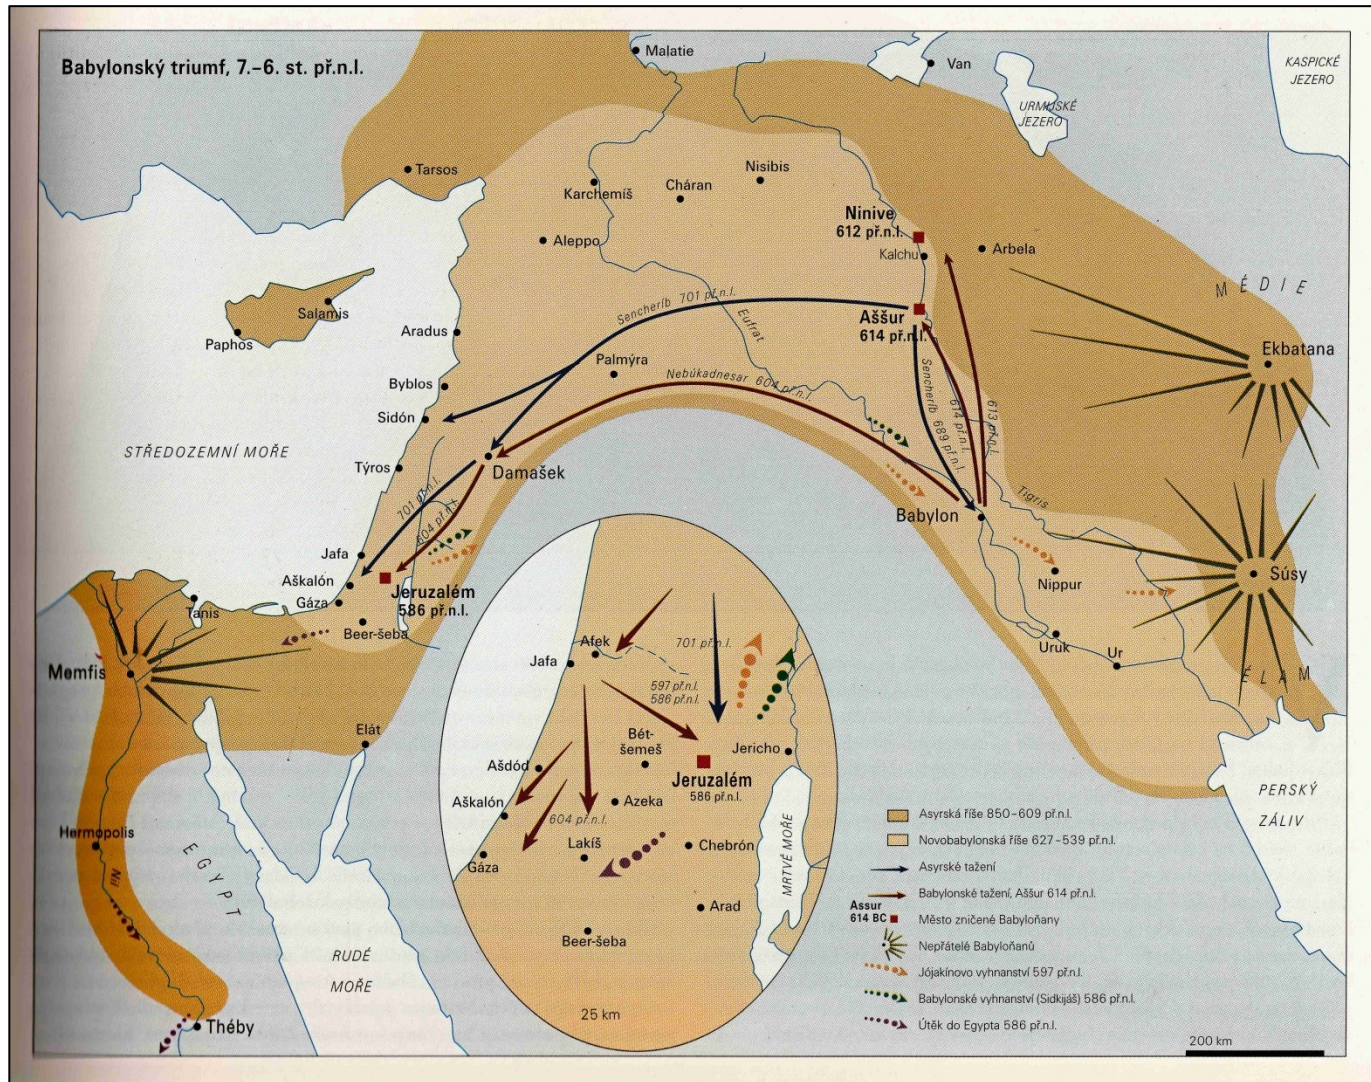 Babylonský triumf, 7.–6. st. př.n.l.
Malatie
Van
KASPICKÉ
JEZERO
URMIJSKÉ
JEZERO
Tarsos
Karchemíš
Cháran
Nisibis
Ninive
612 př.n.l.
Kalchu
Arbela
Aleppo
MÉDIE
Salamis
Paphos
Aradus
Sencheríb 701 př.n.l.
Eufrat
Aššur
614 př.n.l.
Ekbatana
Palmýra
Byblos
Nebúkadnesar 604 př.n.l.
Sencheríb 689 př.n.l.
614 př.n.l.
613 př.n.l.
Sidón
STŘEDOZEMNÍ MOŘE
Týros
Damašek
701 př.n.l.
604 př.n.l.
Babylon
Tigris
Jafa
Aškalón
Gáza
Jeruzalém
586 př.n.l.
Beer-šeba
Tanis
Nippur
Súsy
Uruk
Ur
ÉLAM
Memfis
Elát
Hermopolis
EGYPT
Nil
RUDÉ
MOŘE
Théby
Afek
Jafa
701 př.n.l.
597 př.n.l.
586 př.n.l.
Bét-
šemeš
Jericho
Jeruzalém
586 př.n.l.
Ašdód
Azeka
Aškalón
604 př.n.l.
Lakíš
Chebrón
Gáza
MRTVÉ MOŘE
Arad
Beer-šeba
25 km
PERSKÝ
ZÁLIV
Asyrská říše 850–609 př.n.l.
Novobabylonská říše 627–539 př.n.l.
Asyrské tažení
Babylonské tažení, Aššur 614 př.n.l.
Assur
614 BC
Město zničené Babyloňany
Nepřátelé Babyloňanů
Jójakínovo vyhnanství 597 př.n.l.
Babylonské vyhnanství (Sidkijáš) 586 př.n.l.
Útěk do Egypta 586 př.n.l.
200 km